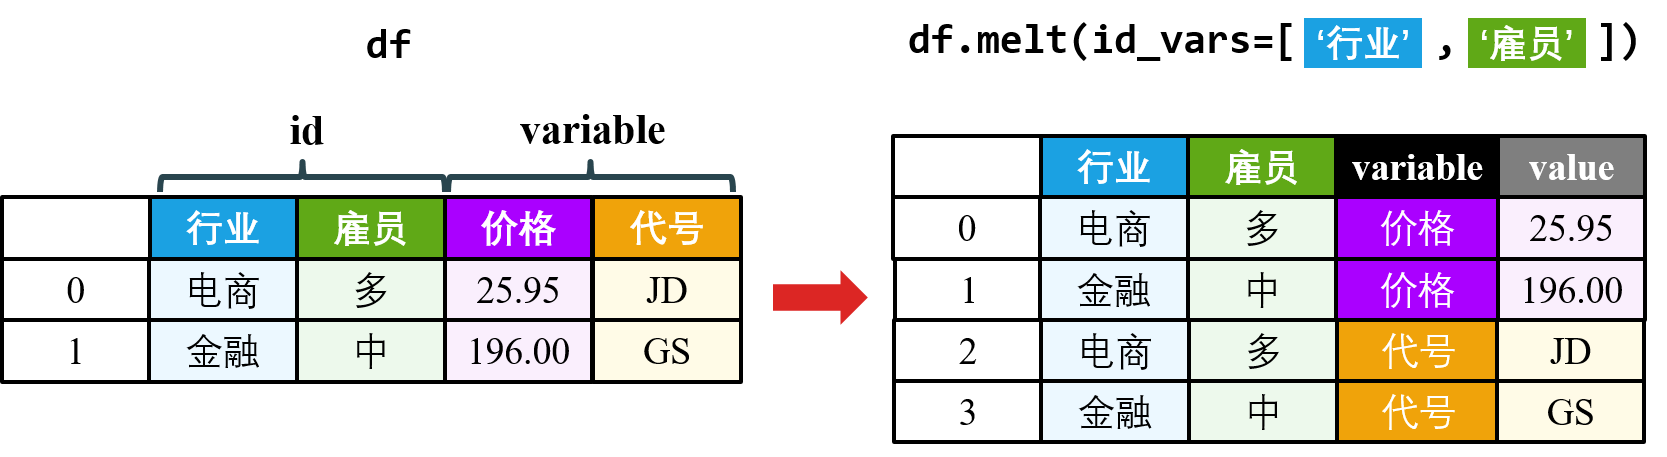 df
id variable
行业 雇员 价格 代号
0 电商 多 25.95 JD
1 金融 中 196.00 GS
df.melt(id_vars=[ ‘行业’ , ‘雇员’ ])
行业 雇员 variable value
0 电商 多 价格 25.95
1 金融 中 价格 196.00
2 电商 多 代号 JD
3 金融 中 代号 GS